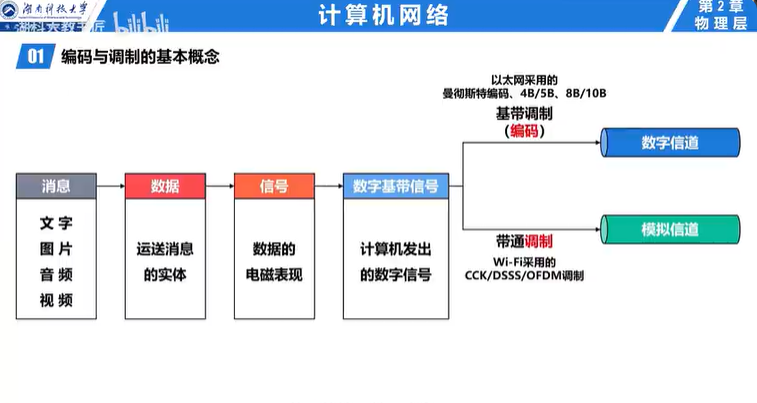 湖南科技大学
计算机网络
第2章
物理层
湖科大教书匠
bilibili
01 编码与调制的基本概念
以太网采用的
曼彻斯特编码、4B/5B、8B/10B
基带调制
（编码）
数字信道
消息
数据
信号
数字基带信号
文字
图片
音频
视频
运送消息
的实体
数据的
电磁表现
计算机发出
的数字信号
模拟信道
带通调制
Wi-Fi采用的
CCK/DSSS/OFDM调制